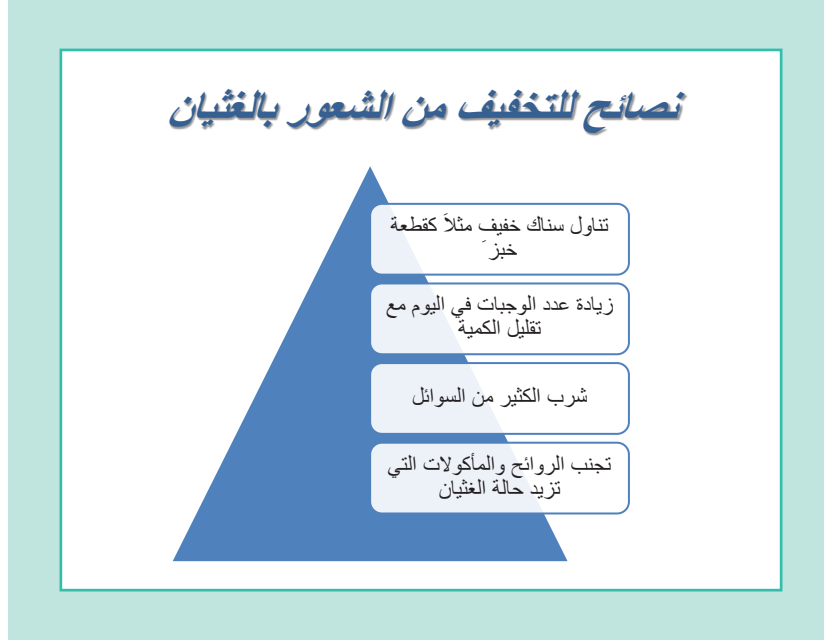 نصائح للتخفيف من الشعور بالغثيان
تناول سناك خفيف مثلاَ كقطعة
خبز َ
زيادة عدد الوجبات في اليوم مع
تقليل الكمية
شرب الكثير من السوائل
تجنب الروائح والمأكولات التي
تزيد حالة الغثيان